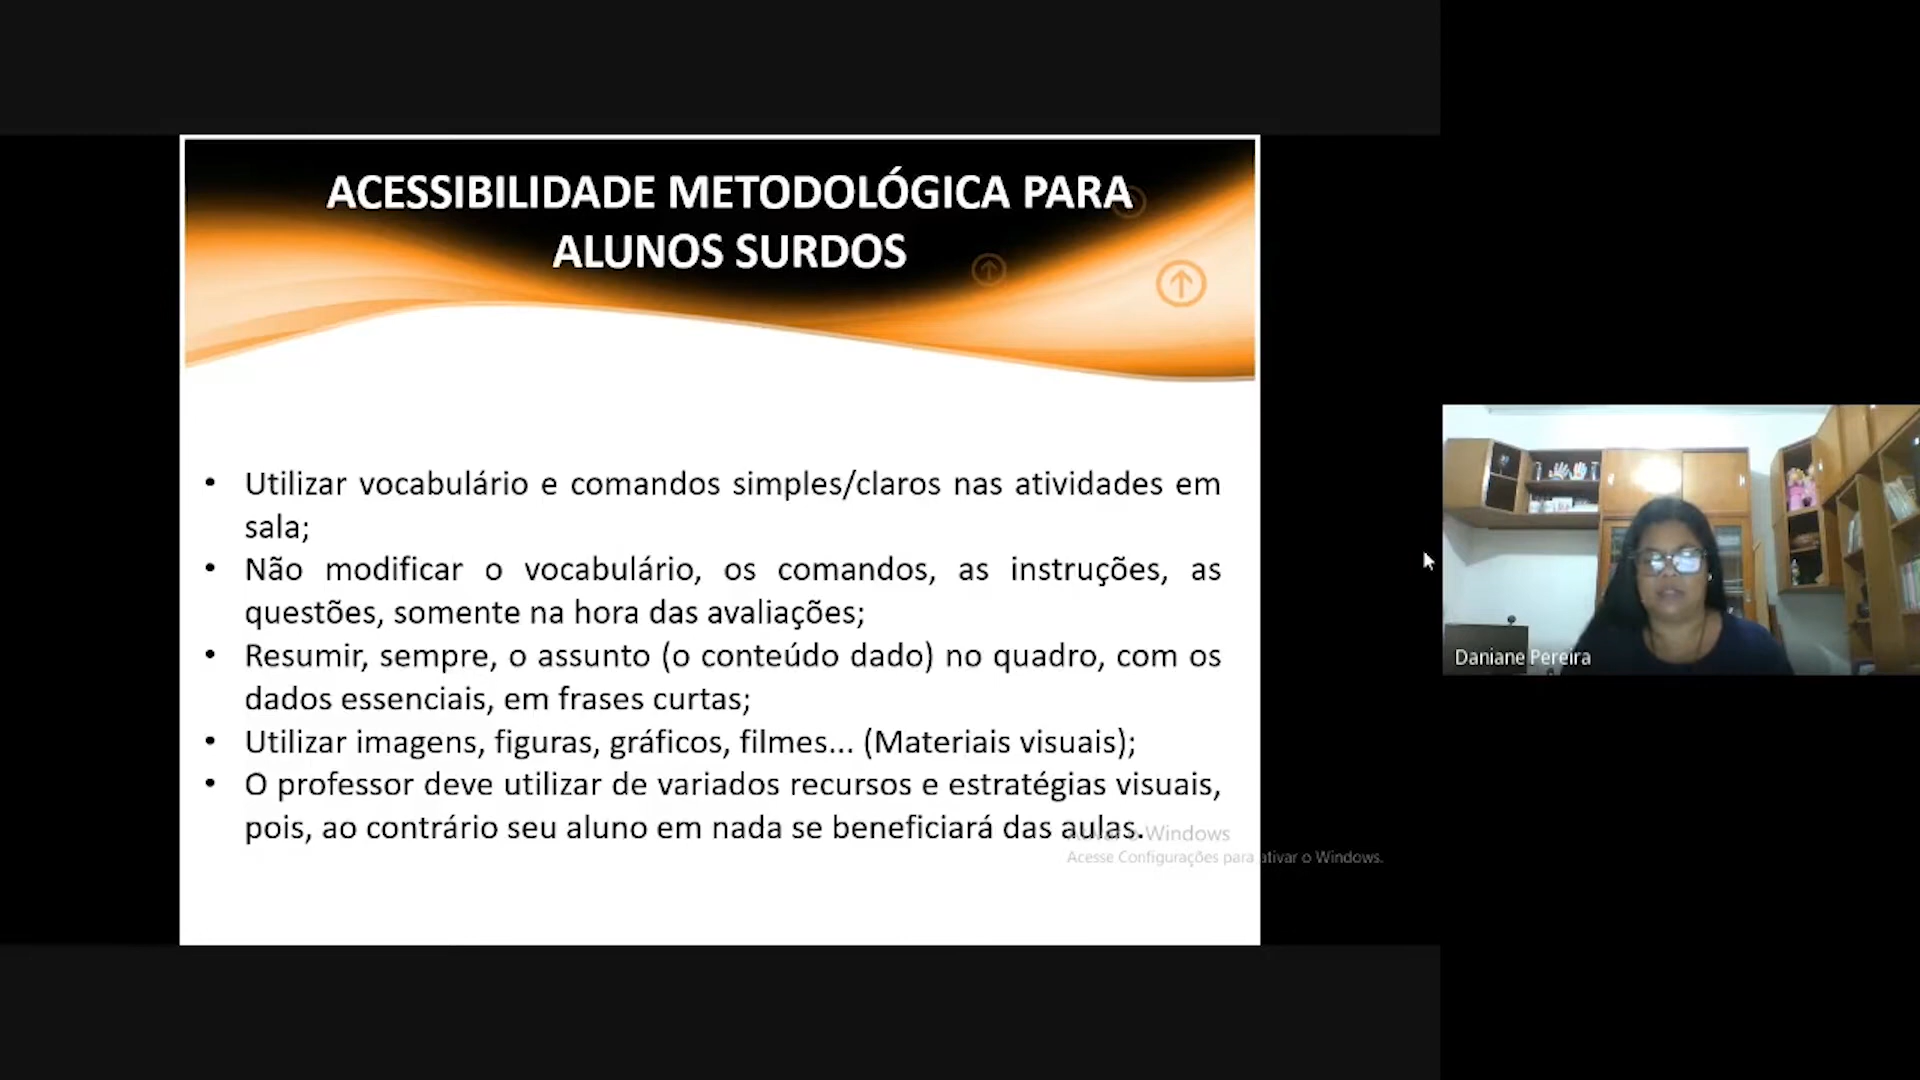 ACESSIBILIDADE METODOLÓGICA PARA
ALUNOS SURDOS
• Utilizar vocabulário e comandos simples/claros nas atividades em
sala;
• Não modificar o vocabulário, os comandos, as instruções, as
questões, somente na hora das avaliações;
• Resumir, sempre, o assunto (o conteúdo dado) no quadro, com os
dados essenciais, em frases curtas;
• Utilizar imagens, figuras, gráficos, filmes... (Materiais visuais);
• O professor deve utilizar de variados recursos e estratégias visuais,
pois, ao contrário seu aluno em nada se beneficiará das aulas.
Ativar o Windows
Acesse Configurações para ativar o Windows.
Daniane Pereira